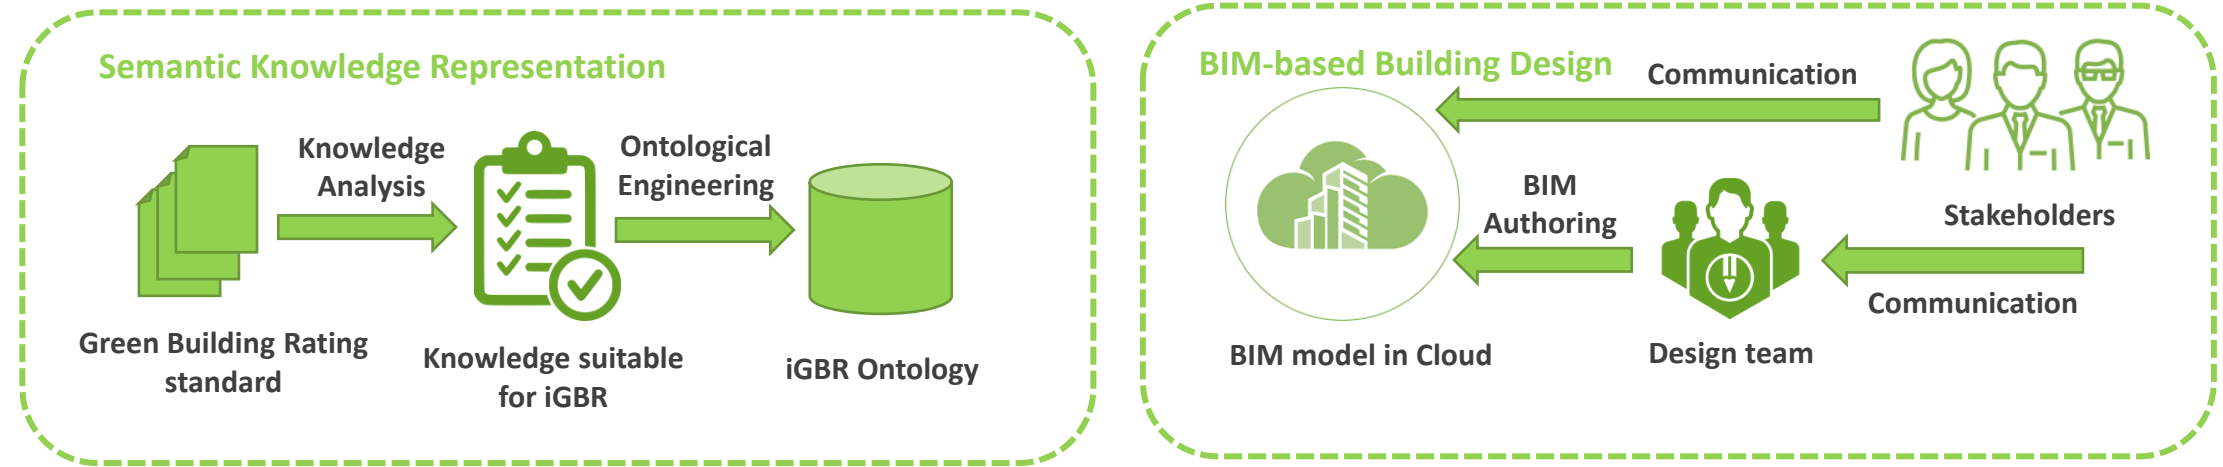 Semantic Knowledge Representation
Knowledge
Analysis
Ontological
Engineering
Green Building Rating
standard
Knowledge suitable
for iGBR
iGBR Ontology
BIM-based Building Design
Communication
BIM
Authoring
Stakeholders
Communication
BIM model in Cloud
Design team